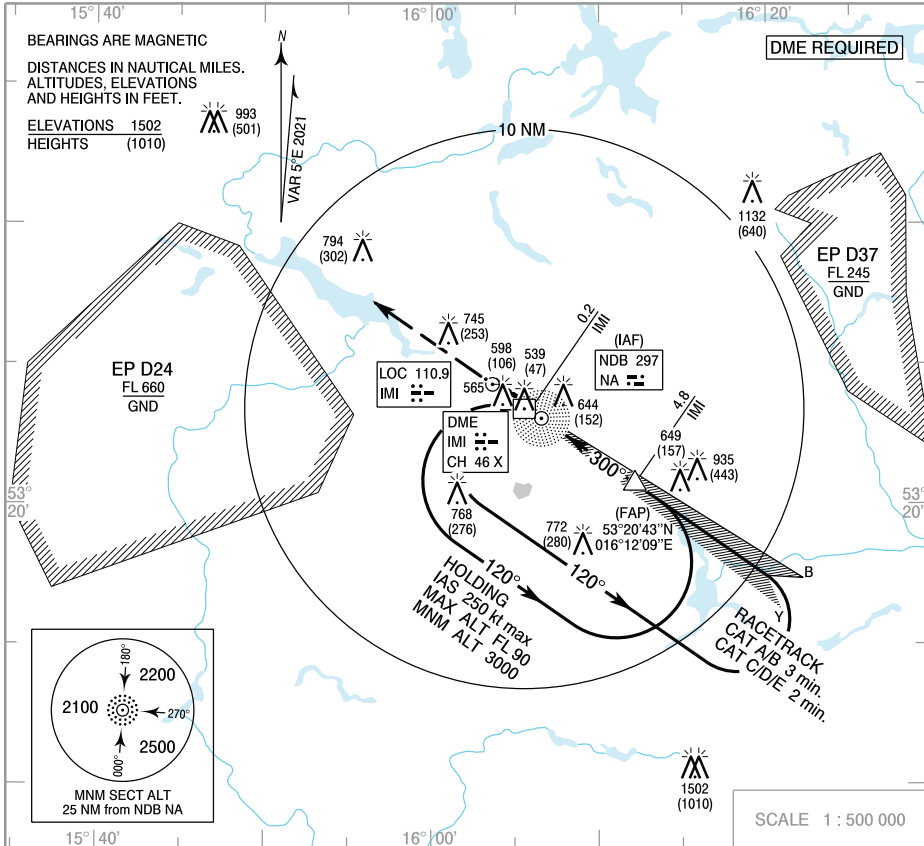 15° 40'
16° 00'
16° 20'
BEARINGS ARE MAGNETIC
DISTANCES IN NAUTICAL MILES.
ALTITUDES, ELEVATIONS
AND HEIGHTS IN FEET.
ELEVATIONS 1502
HEIGHTS (1010)
993
(501)
N
VAR 5°E 2021
DME REQUIRED
10 NM
1132
(640)
EP D37
FL 245
GND
794
(302)
EP D24
FL 660
GND
745
(253)
598
(106)
539
(47)
565
0.2
IMI
(IAF)
NDB 297
NA
LOC 110.9
IMI
644
(152)
DME
IMI
CH 46 X
4.8
IMI
649
(157)
935
(443)
300°
53°
20'
53°
20'
768
(276)
(FAP)
53°20'43"N
016°12'09"E
772
(280)
120°
120°
HOLDING
IAS 250 kt max
MAX ALT FL 90
MNM ALT 3000
B
Y
RACETRACK
CAT A/B 3 min.
CAT C/D/E 2 min.
180°
2200
2100
270°
2500
000°
MNM SECT ALT
25 NM from NDB NA
1502
(1010)
SCALE 1 : 500 000
15° 40'
16° 00'